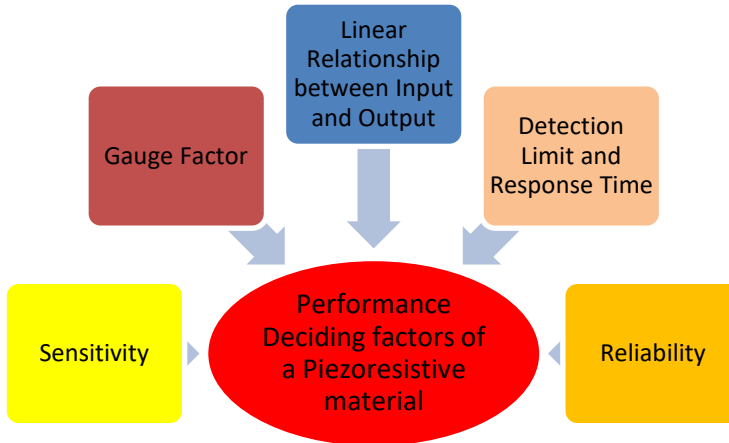 Linear
Relationship
between Input
and Output
Gauge Factor
Detection
Limit and
Response Time
Sensitivity
Performance
Deciding factors of
a Piezoresistive
material
Reliability